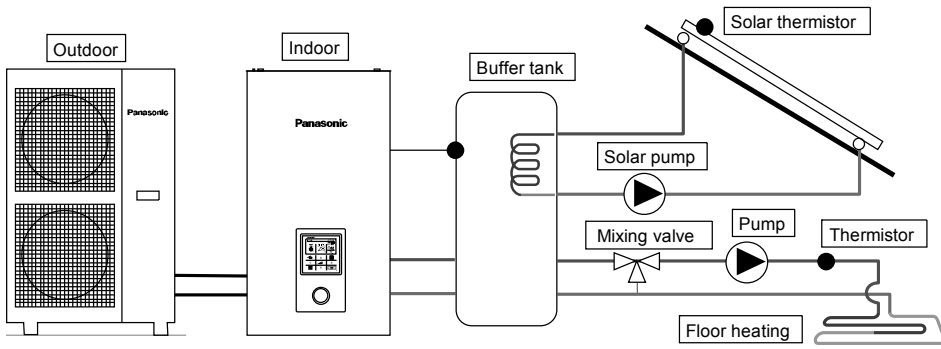 Outdoor
Indoor
Buffer tank
Solar thermistor
Panasonic
Panasonic
Solar pump
Mixing valve
Pump
Thermistor
Floor heating